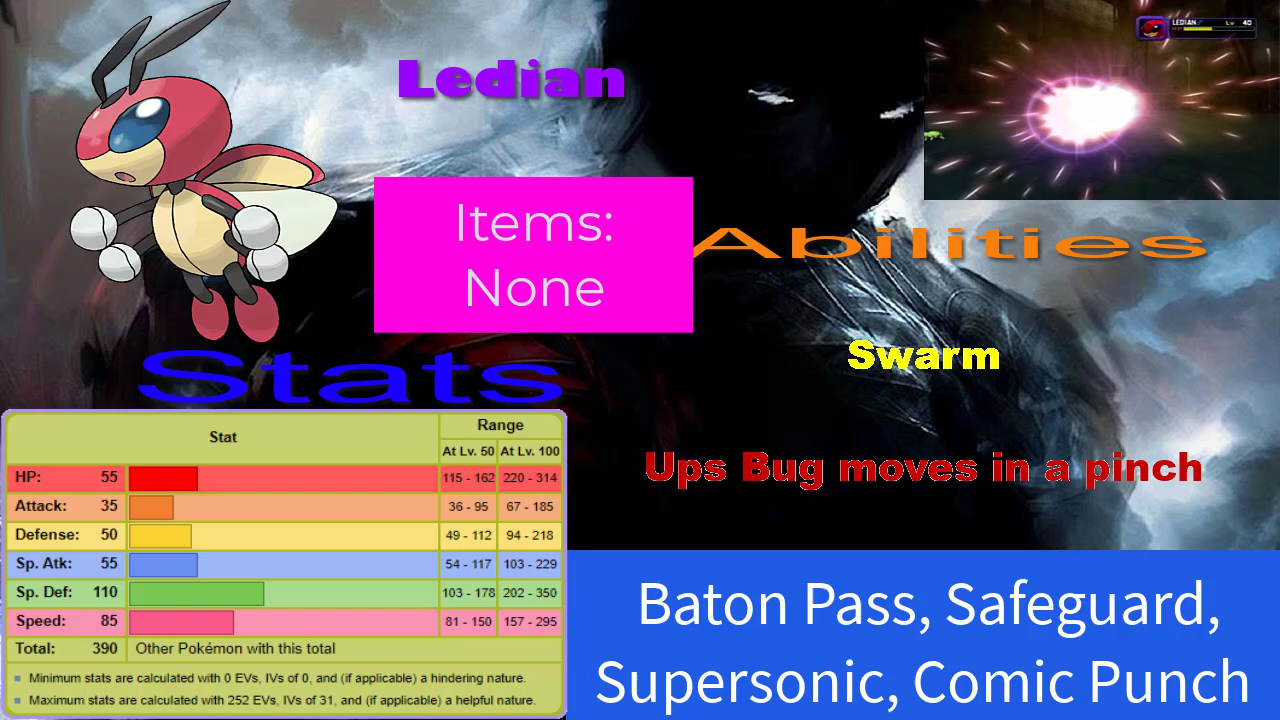 Ledian
LEDIAN♂ Lv 40
HP
Items:
None
Abilities
Swarm
Ups Bug moves in a pinch
Stats
Stat Range
At Lv. 50 At Lv. 100
HP: 55 115 - 162 220 - 314
Attack: 35 36 - 95 67 - 185
Defense: 50 49 - 112 94 - 218
Sp. Atk: 55 54 - 117 103 - 229
Sp. Def: 110 103 - 178 202 - 350
Speed: 85 81 - 150 157 - 295
Total: 390 Other Pokémon with this total
Minimum stats are calculated with 0 EVs, IVs of 0, and (if applicable) a hindering nature.
Maximum stats are calculated with 252 EVs, IVs of 31, and (if applicable) a helpful nature.
Baton Pass, Safeguard,
Supersonic, Comic Punch